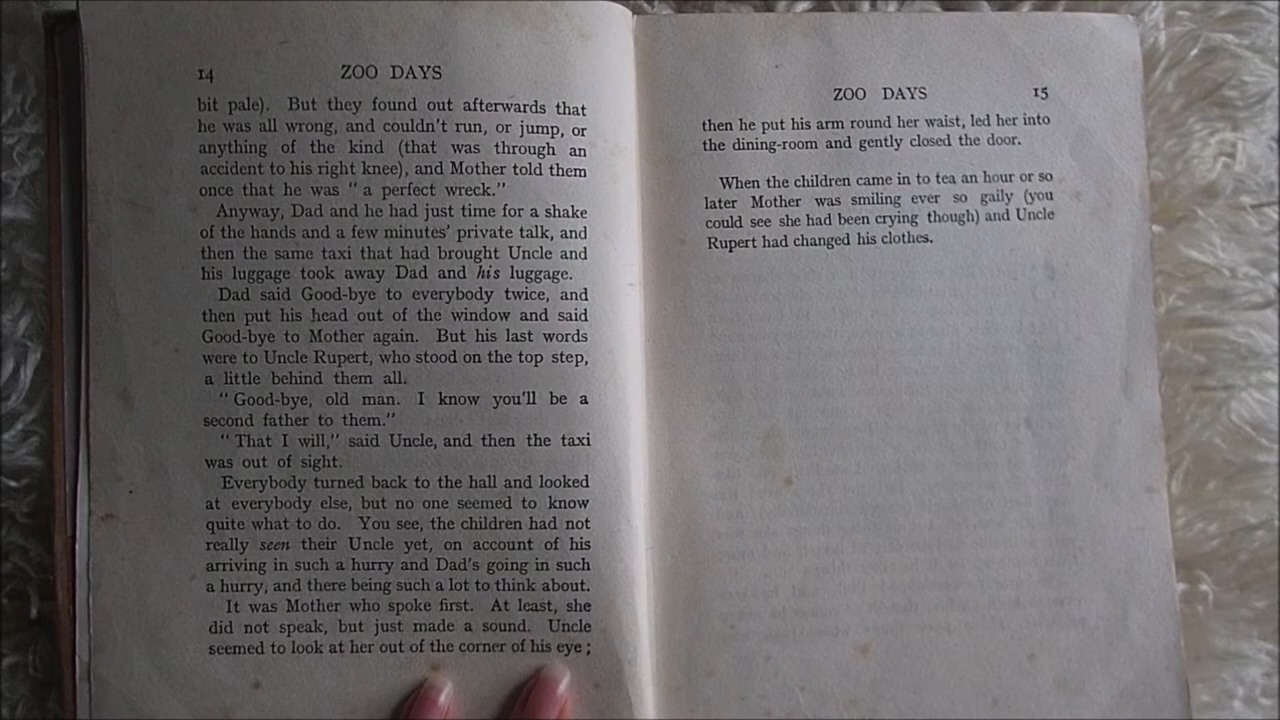 14 ZOO DAYS
bit pale). But they found out afterwards that
he was all wrong, and couldn't run, or jump, or
anything of the kind (that was through an
accident to his right knee), and Mother told them
once that he was " a perfect wreck."
Anyway, Dad and he had just time for a shake
of the hands and a few minutes' private talk, and
then the same taxi that had brought Uncle and
his luggage took away Dad and his luggage.
Dad said Good-bye to everybody twice, and
then put his head out of the window and said
Good-bye to Mother again. But his last words
were to Uncle Rupert, who stood on the top step,
a little behind them all.
" Good-bye, old man. I know you'll be a
second father to them."
" That I will," said Uncle, and then the taxi
was out of sight.
Everybody turned back to the hall and looked
at everybody else, but no one seemed to know
quite what to do. You see, the children had not
really seen their Uncle yet, on account of his
arriving in such a hurry and Dad's going in such
a hurry, and there being such a lot to think about.
It was Mother who spoke first. At least, she
did not speak, but just made a sound. Uncle
seemed to look at her out of the corner of his eye ;
ZOO DAYS 15
then he put his arm round her waist, led her into
the dining-room and gently closed the door.
When the children came in to tea an hour or so
later Mother was smiling ever so gaily (you
could see she had been crying though) and Uncle
Rupert had changed his clothes.